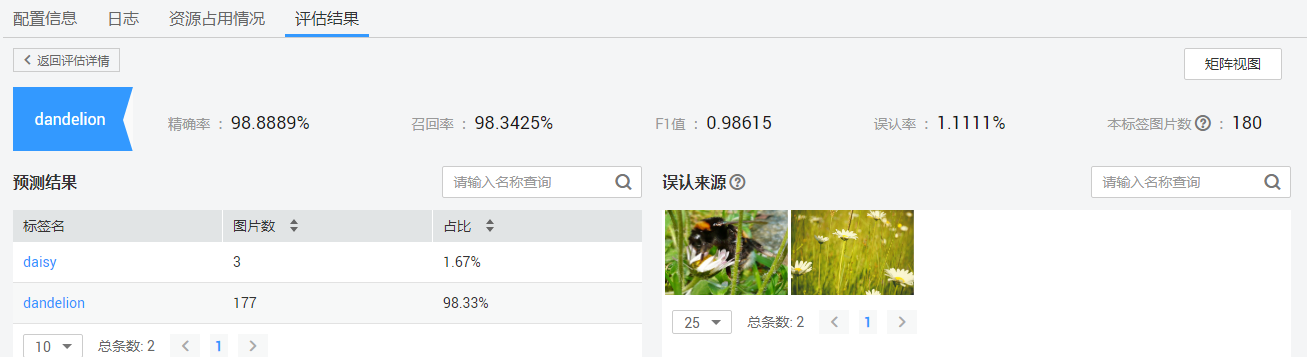 配置信息 日志 资源占用情况 评估结果
返回评估详情
矩阵视图
dandelion 精确率 : 98.8889% 召回率 : 98.3425% F1值 : 0.98615 误认率 : 1.1111% 本标签图片数 ? : 180
预测结果 请输入名称查询 误认来源 ? 请输入名称查询
标签名 图片数 占比
daisy 3 1.67%
dandelion 177 98.33%
25 总条数: 2 1
10 总条数: 2 1